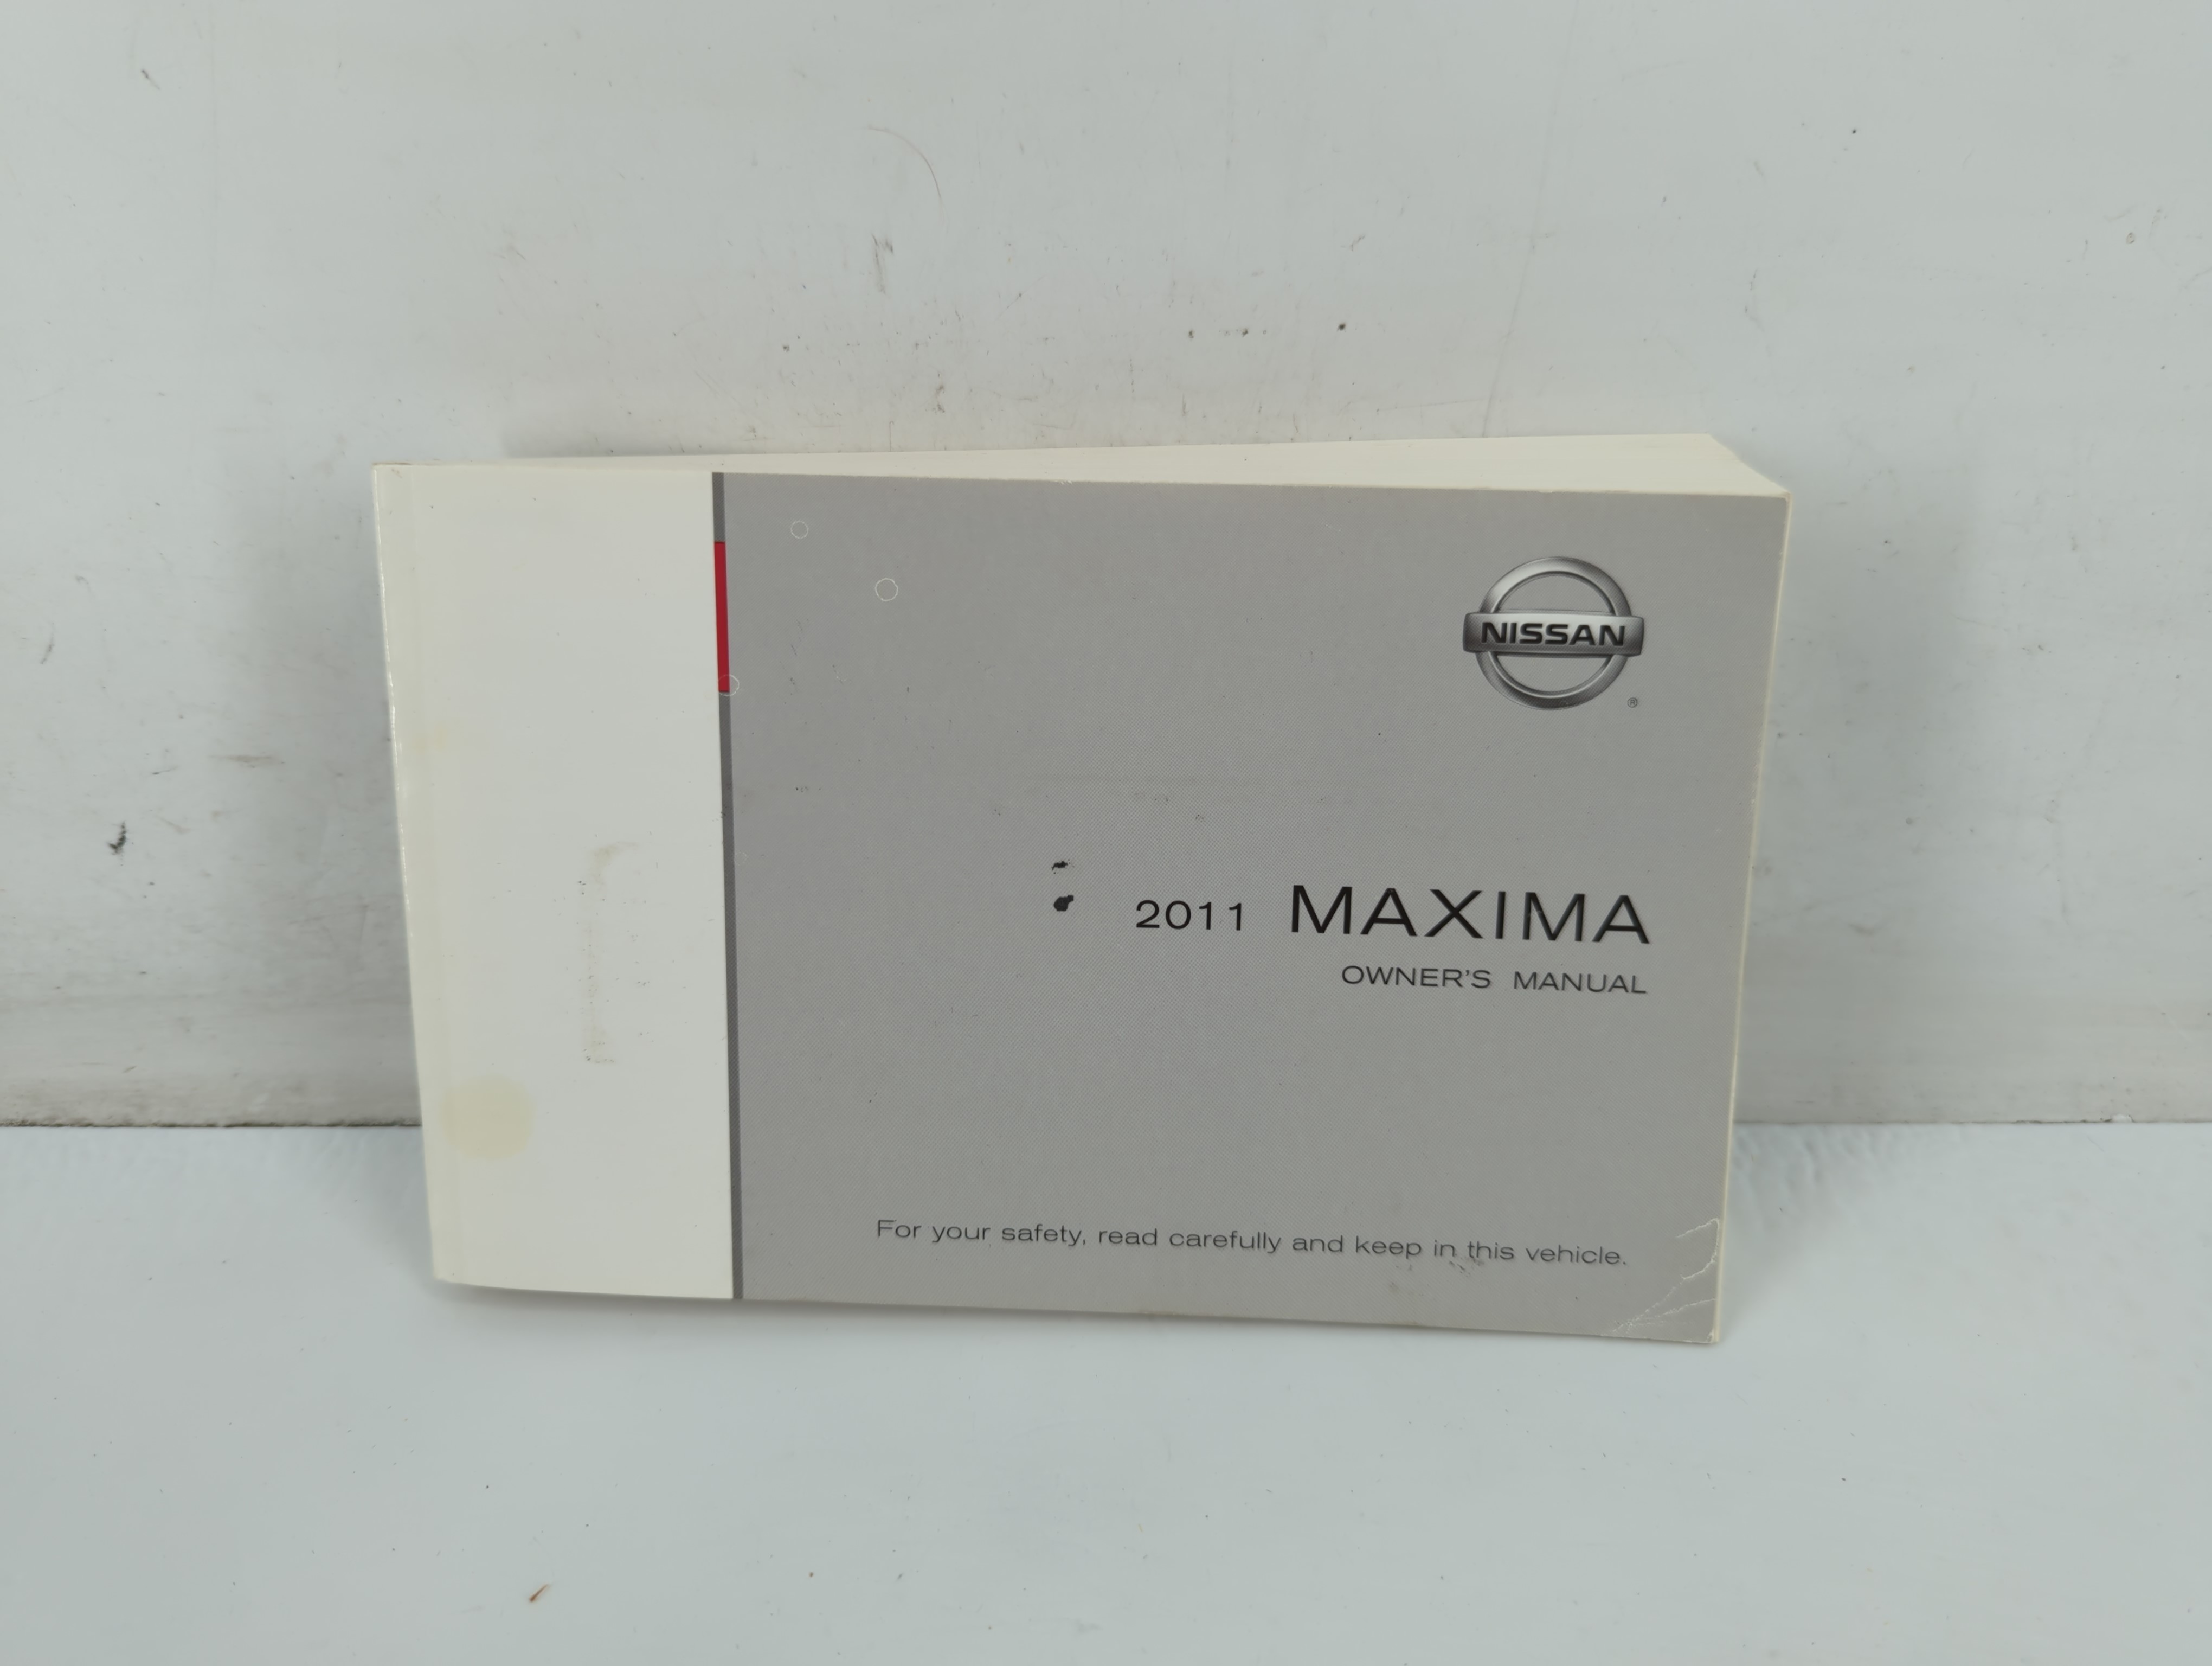 NISSAN
®
2011 MAXIMA
OWNER'S MANUAL
For your safety, read carefully and keep in this vehicle.